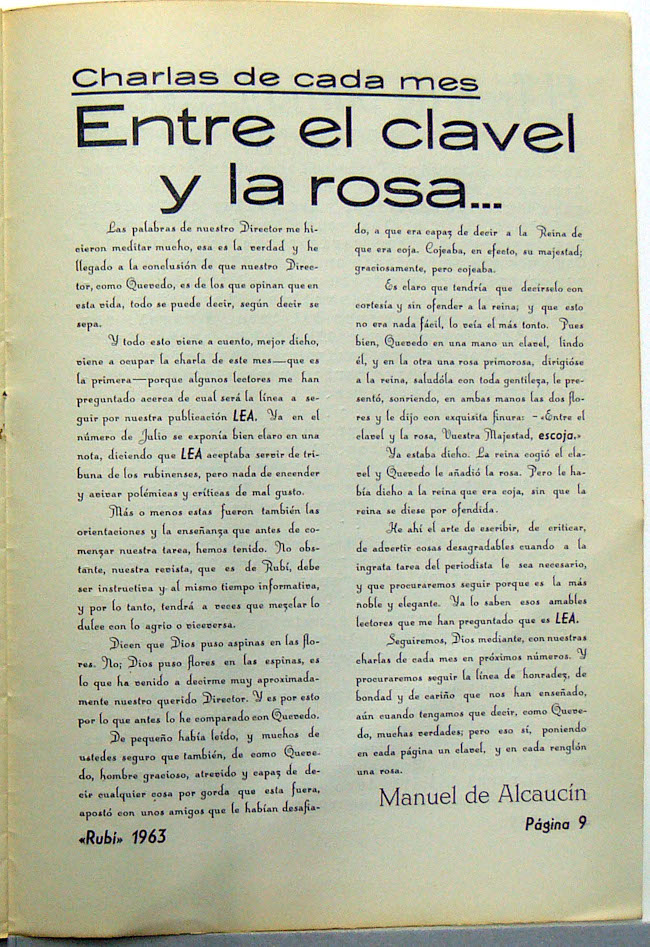 Charlas de cada mes
Entre el clavel
y la rosa...
Las palabras de nuestro Director me hi-
cieron meditar mucho, esa es la verdad y he
llegado a la conclusión de que nuestro Direc-
tor, como Quevedo, es de los que opinan que en
esta vida, todo se puede decir, según decir se
sepa.
Y todo esto viene a cuento, mejor dicho,
viene a ocupar la charla de este mes—que es
la primera—porque algunos lectores me han
preguntado acerca de cual será la línea a se-
guir por nuestra publicación LEA. Ya en el
número de Julio se exponía bien claro en una
nota, diciendo que LEA aceptaba servir de tri-
buna de los rubinenses, pero nada de encender
y avivar polémicas y críticas de mal gusto.
Más o menos estas fueron también las
orientaciones y la enseñanza que antes de co-
menzar nuestra tarea, hemos tenido. No obs-
tante, nuestra revista, que es de Rubí, debe
ser instructiva y al mismo tiempo informativa,
y por lo tanto, tendrá a veces que mezclar lo
dulce con lo agrio o viceversa.
Dicen que Dios puso aspinas en las flo-
res. No; Dios puso flores en las espinas, es
lo que ha venido a decirme muy aproximada-
mente nuestro querido Director. Y es por esto
por lo que antes lo he comparado con Quevedo.
De pequeño había leído, y muchos de
ustedes seguro que también, de como Queve-
do, hombre gracioso, atrevido y capaz de de-
cir cualquier cosa por gorda que esta fuera,
apostó con unos amigos que le habían desafia-
do, a que era capaz de decir a la Reina de
que era coja. Cojeaba, en efecto, su majestad;
graciosamente, pero cojeaba.
Es claro que tendría que decírselo con
cortesía y sin ofender a la reina; y que esto
no era nada fácil, lo veía el más tonto. Pues
bien, Quevedo en una mano un clavel, lindo
él, y en la otra una rosa primorosa, dirigióse
a la reina, saludóla con toda gentileza, le pre-
sentó, sonriendo, en ambas manos las dos flo-
res y le dijo con exquisita finura: –«Entre el
clavel y la rosa, Vuestra Majestad, escoja.»
Ya estaba dicho. La reina cogió el cla-
vel y Quevedo le añadió la rosa. Pero le ha-
bía dicho a la reina que era coja, sin que la
reina se diese por ofendida.
He ahí el arte de escribir, de criticar,
de advertir cosas desagradables cuando a la
ingrata tarea del periodista le sea necesario,
y que procuraremos seguir porque es la más
noble y elegante. Ya lo saben esos amables
lectores que me han preguntado que es LEA.
Seguiremos, Dios mediante, con nuestras
charlas de cada mes en próximos números. Y
procuraremos seguir la línea de honradez, de
bondad y de cariño que nos han enseñado,
aún cuando tengamos que decir, como Queve-
do, muchas verdades; pero eso sí, poniendo
en cada página un clavel, y en cada renglón
una rosa.
Manuel de Alcaucín
«Rubi» 1963
Página 9